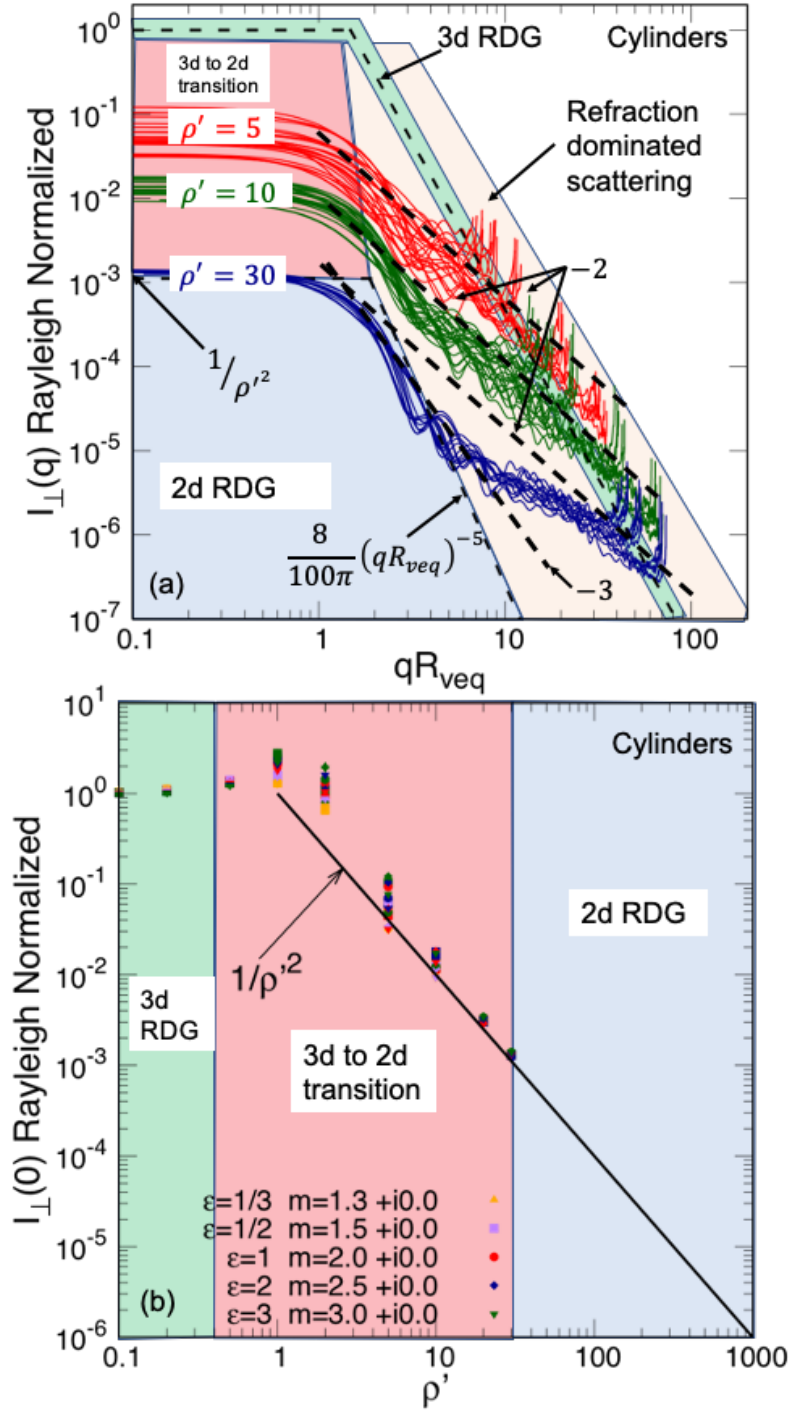 10^0
10^-1
10^-2
10^-3
10^-4
10^-5
10^-6
10^-7
I⊥(q) Rayleigh Normalized
3d RDG
Cylinders
3d to 2d
transition
Refraction
dominated
scattering
ρ′ = 5
ρ′ = 10
ρ′ = 30
−2
1/ρ′^2
2d RDG
8/100π (qR_veq)^−5
−3
(a)
0.1 1 10 100
qR_veq
10^1
10^0
10^-1
10^-2
10^-3
10^-4
10^-5
10^-6
I⊥(0) Rayleigh Normalized
Cylinders
2d RDG
1/ρ'^2
3d
RDG
3d to 2d
transition
ε=1/3 m=1.3 +i0.0
ε=1/2 m=1.5 +i0.0
ε=1 m=2.0 +i0.0
ε=2 m=2.5 +i0.0
ε=3 m=3.0 +i0.0
(b)
0.1 1 10 100 1000
ρ'